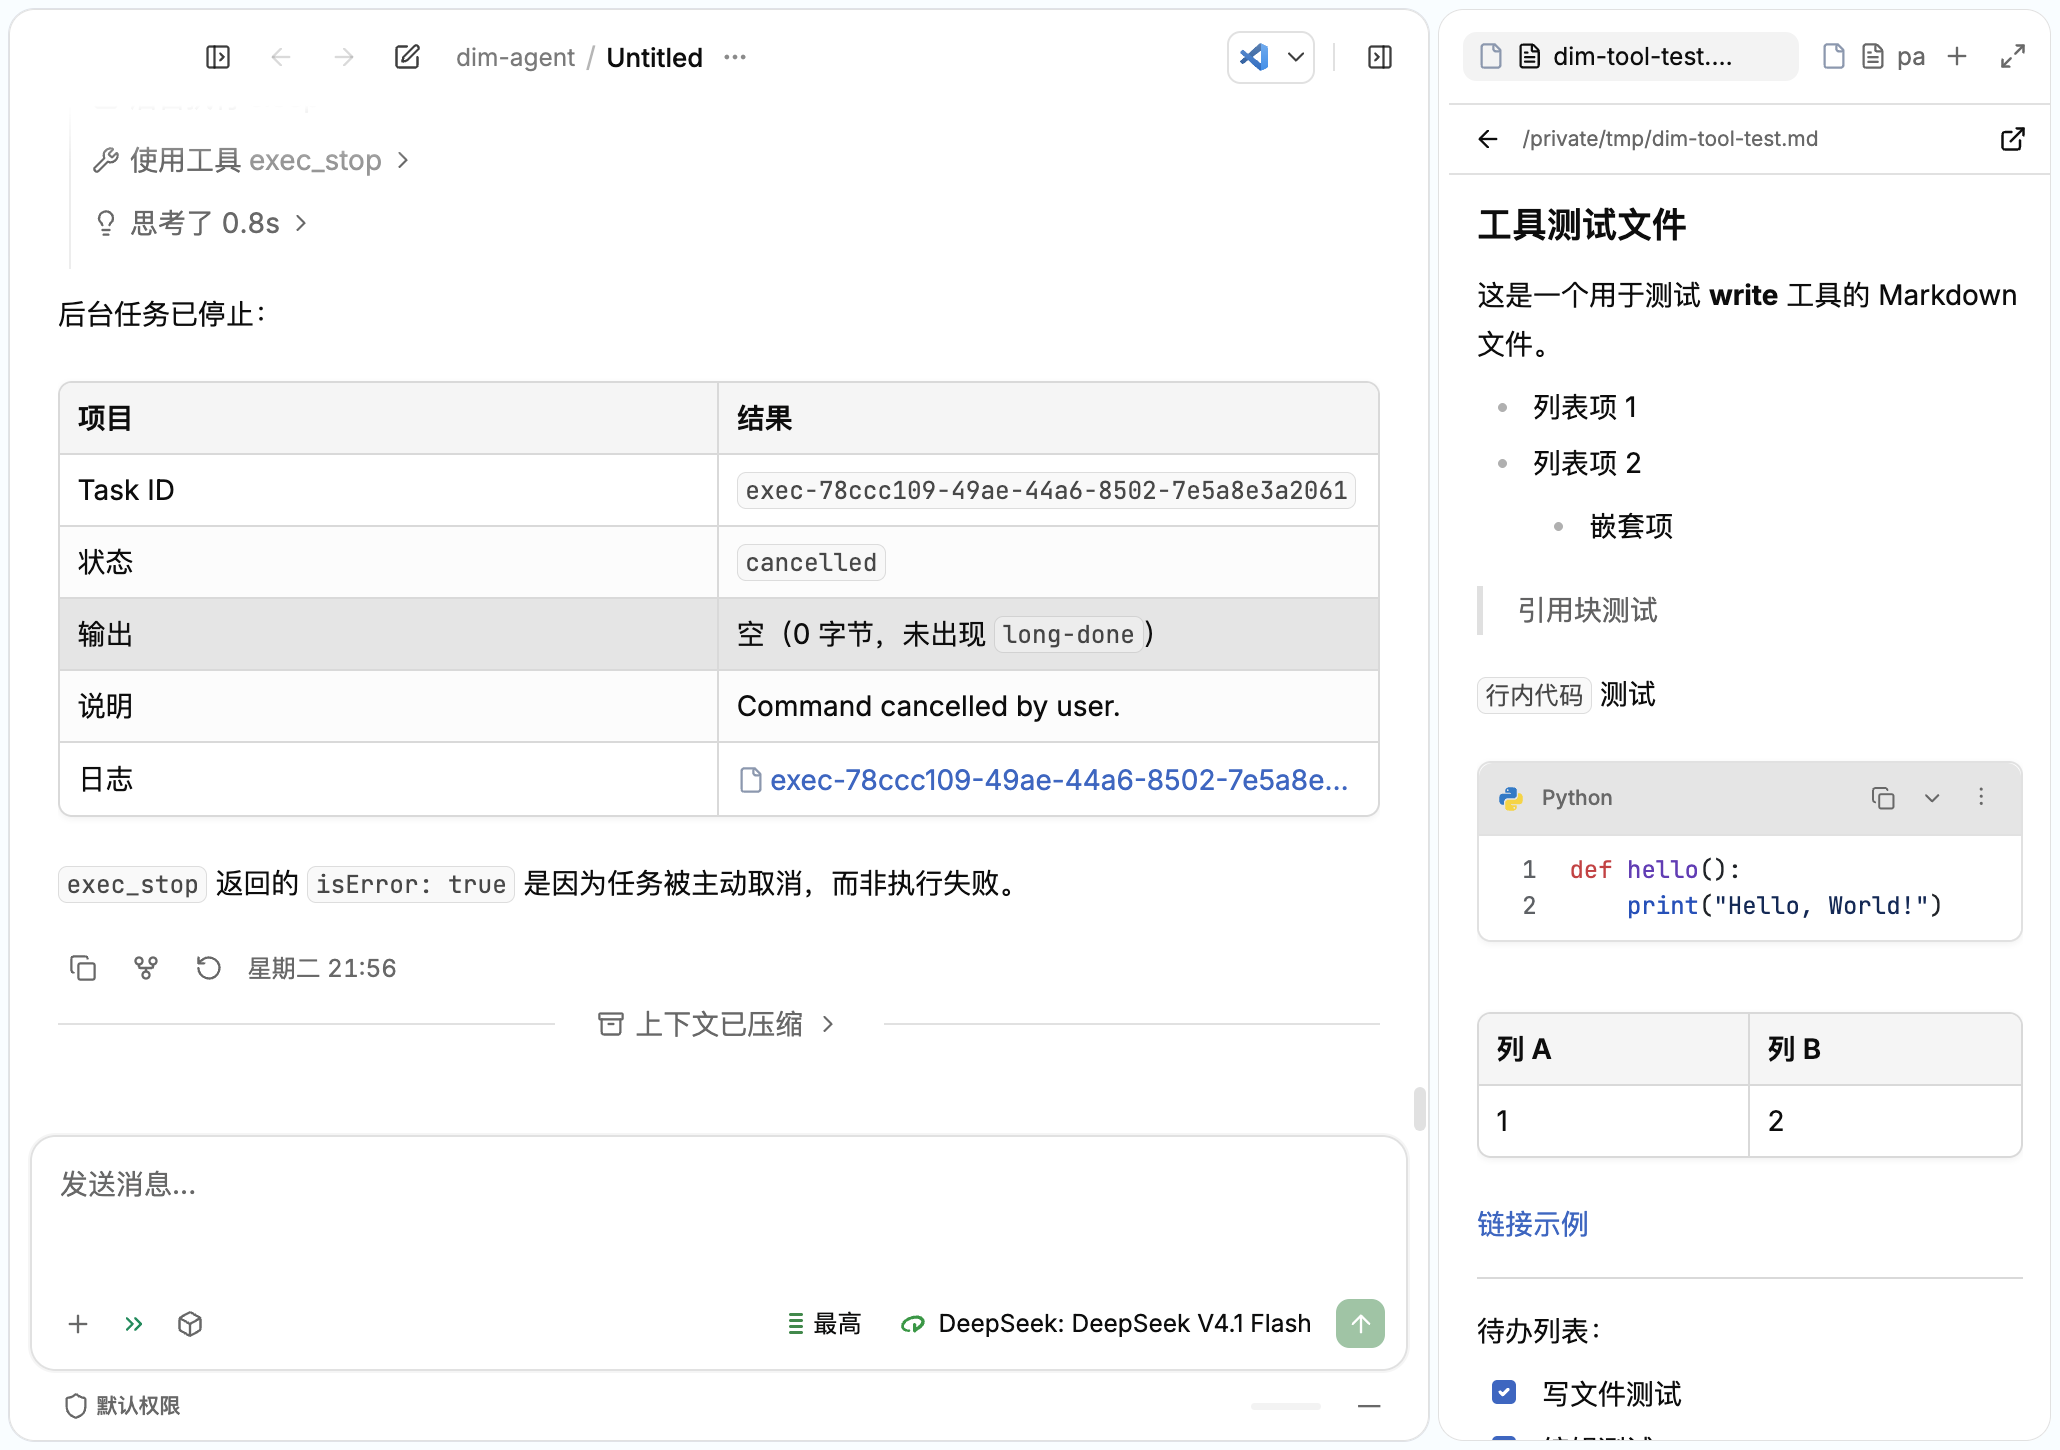 dim-agent / Untitled
使用工具 exec_stop
思考了 0.8s
后台任务已停止：
项目 结果
Task ID exec-78ccc109-49ae-44a6-8502-7e5a8e3a2061
状态 cancelled
输出 空（0 字节，未出现 long-done）
说明 Command cancelled by user.
日志 exec-78ccc109-49ae-44a6-8502-7e5a8e...
exec_stop 返回的 isError: true 是因为任务被主动取消，而非执行失败。
星期二 21:56
上下文已压缩
发送消息...
最高 DeepSeek: DeepSeek V4.1 Flash
默认权限
dim-tool-test.... pa
/private/tmp/dim-tool-test.md
工具测试文件
这是一个用于测试 write 工具的 Markdown
文件。
列表项 1
列表项 2
嵌套项
引用块测试
行内代码 测试
Python
1 def hello():
2     print("Hello, World!")
列 A 列 B
1 2
链接示例
待办列表：
写文件测试